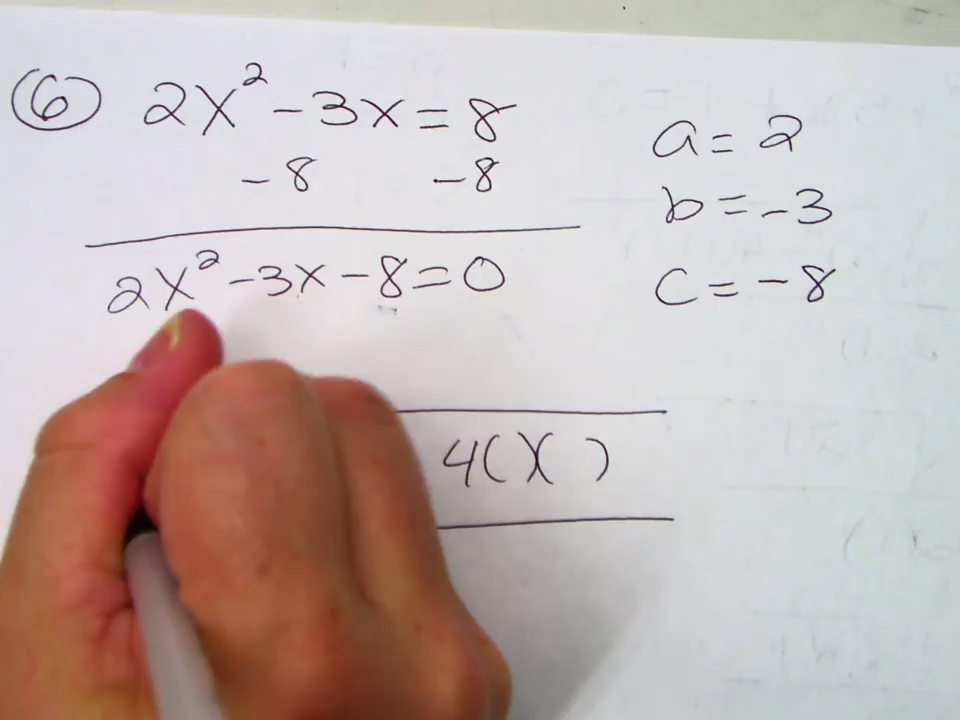 ⑥ 2x² - 3x = 8
- 8 - 8
2x² - 3x - 8 = 0
a = 2
b = -3
c = -8
4( )( )